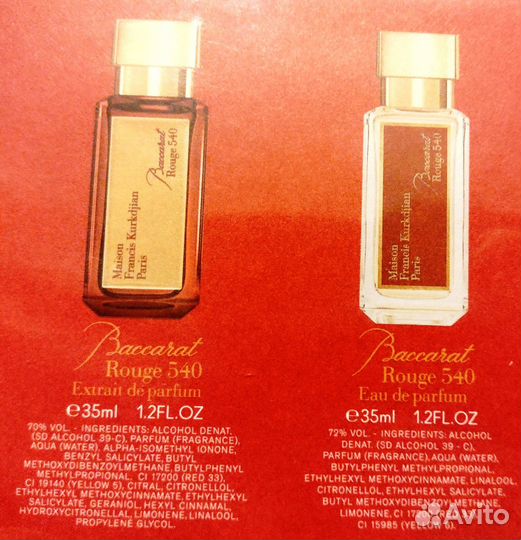 Maison
Francis Kurkdjian
Paris
Baccarat
Rouge 540
Baccarat
Rouge 540
Extrait de parfum
℮35ml 1.2FL.OZ
70% VOL. - INGREDIENTS: ALCOHOL DENAT.
(SD ALCOHOL 39-C), PARFUM (FRAGRANCE),
AQUA (WATER). ALPHA-ISOMETHYL IONONE,
BENZYL SALICYLATE, BUTYL
METHOXYDIBENZOYLMETHANE, BUTYLPHENYL
METHYLPROPIONAL, CI 17200 (RED 33),
CI 19140 (YELLOW 5), CITRAL, CITRONELLOL,
ETHYLHEXYL METHOXYCINNAMATE, ETHYLHEXYL
SALICYLATE, GERANIOL, HEXYL CINNAMAL,
HYDROXYCITRONELLAL, LIMONENE, LINALOOL,
PROPYLENE GLYCOL.
Maison
Francis Kurkdjian
Paris
Baccarat
Rouge 540
Baccarat
Rouge 540
Eau de parfum
℮35ml 1.2FL.OZ
72% VOL. - INGREDIENTS: ALCOHOL
DENAT. (SD ALCOHOL 39-C),
PARFUM (FRAGRANCE), AQUA (WATER),
BUTYLPHENYL METHYLPROPIONAL,
ETHYLHEXYL METHOXYCINNAMATE, LINALOOL,
CITRONELLOL, ETHYLHEXYL SALICYLATE,
BUTYL METHOXYDIBENZOYLMETHANE,
LIMONENE, CI 17200 (RED 33),
CI 15985 (YELLOW 6).
Avito